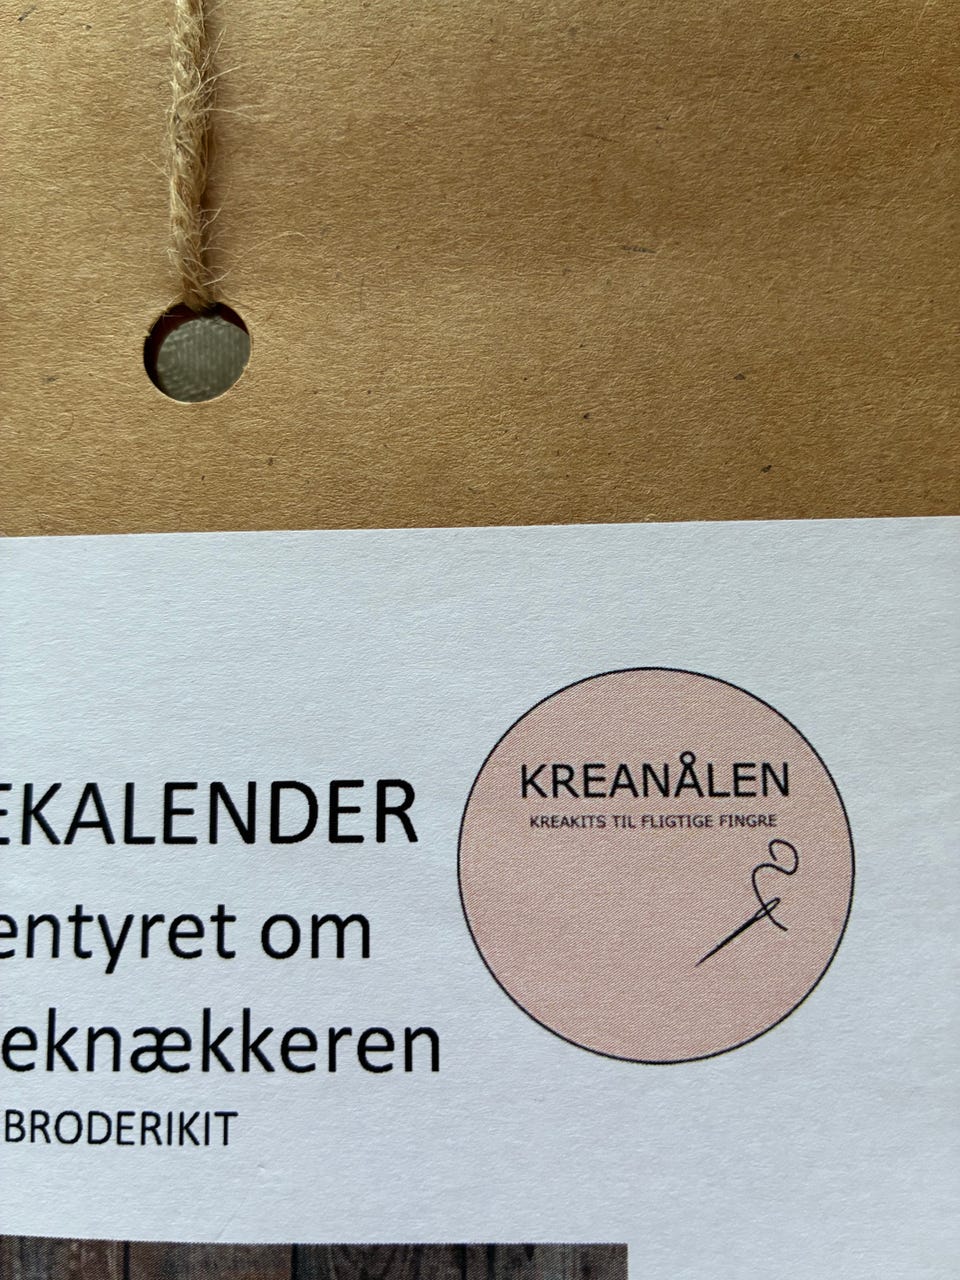 EKALENDER
entyret om
eknækkeren
BRODERIKIT
KREANÅLEN
KREAKITS TIL FLIGTIGE FINGRE